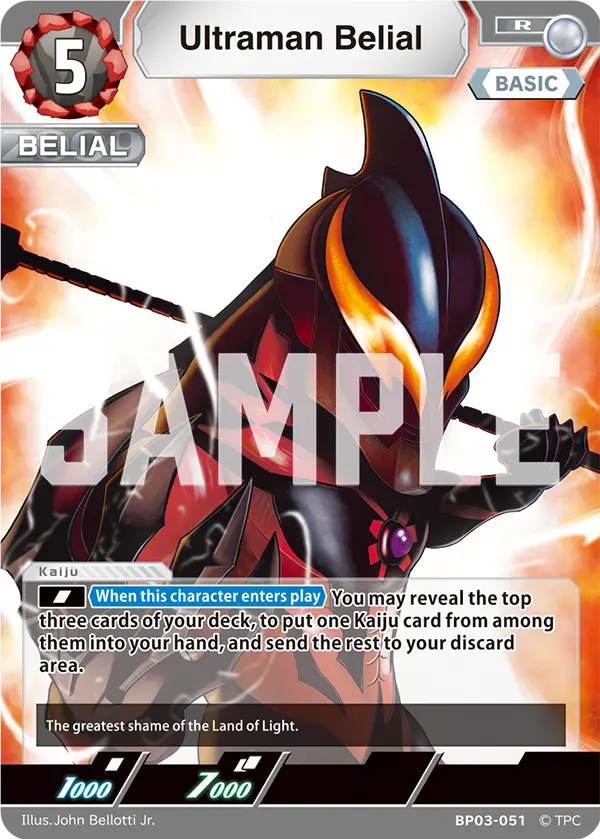 5
Ultraman Belial
R
BASIC
BELIAL
SAMPLE
Kaiju
When this character enters play You may reveal the top
three cards of your deck, to put one Kaiju card from among
them into your hand, and send the rest to your discard
area.
The greatest shame of the Land of Light.
1000
7000
Illus.John Bellotti Jr.
BP03-051 © TPC